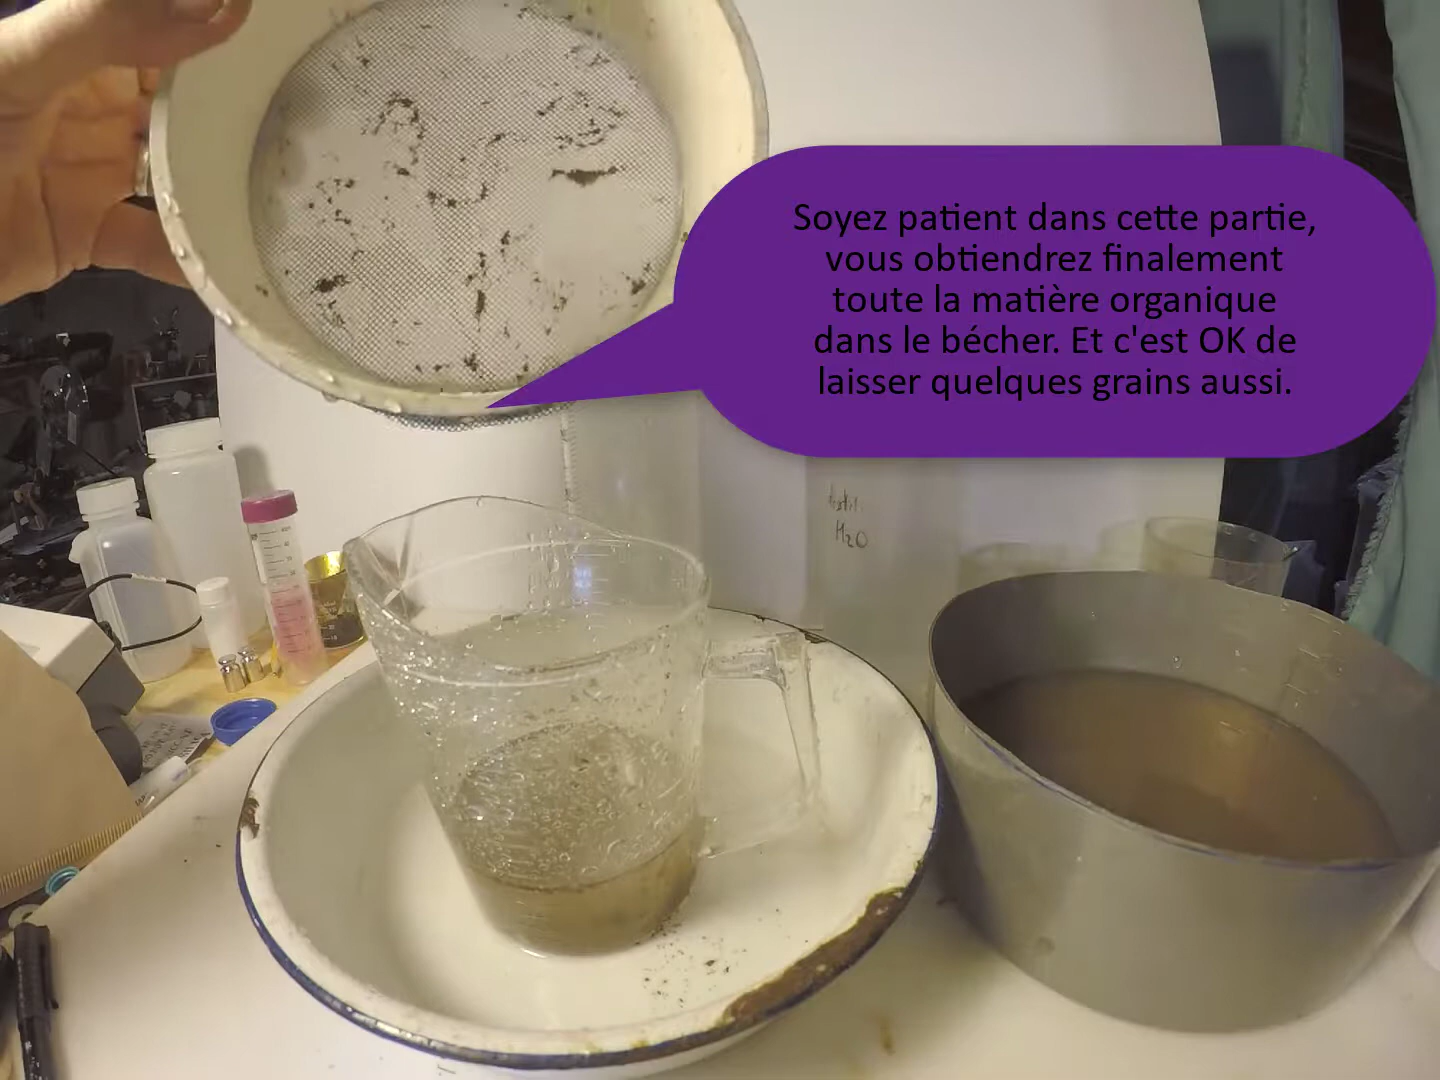 Soyez patient dans cette partie,
vous obtiendrez finalement
toute la matière organique
dans le bécher. Et c'est OK de
laisser quelques grains aussi.
H₂O